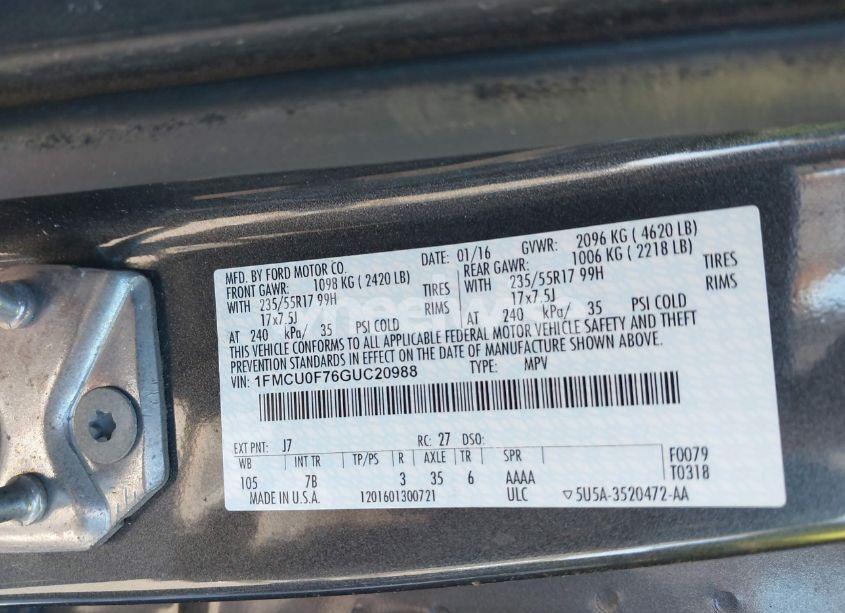 MFD. BY FORD MOTOR CO. DATE: 01/16 GVWR: 2096 KG ( 4620 LB)
FRONT GAWR: 1098 KG ( 2420 LB) REAR GAWR: 1006 KG ( 2218 LB)
WITH 235/55R17 99H TIRES WITH 235/55R17 99H TIRES
17x7.5J RIMS 17x7.5J RIMS
AT 240 kPa/ 35 PSI COLD AT 240 kPa/ 35 PSI COLD
THIS VEHICLE CONFORMS TO ALL APPLICABLE FEDERAL MOTOR VEHICLE SAFETY AND THEFT
PREVENTION STANDARDS IN EFFECT ON THE DATE OF MANUFACTURE SHOWN ABOVE.
VIN: 1FMCU0F76GUC20988 TYPE: MPV
EXT PNT: J7 RC: 27 DSO: F0079
WB INT TR TP/PS R AXLE TR SPR T0318
105 7B 3 35 6 AAAA
MADE IN U.S.A. 1201601300721 ULC ▽5U5A-3520472-AA